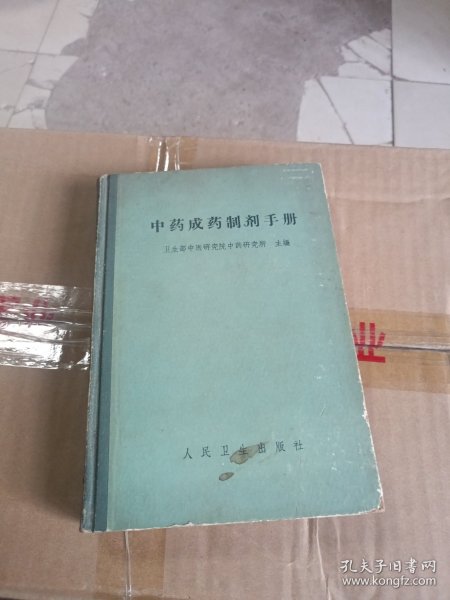 中药成药制剂手册
卫生部中医研究院中药研究所 主编
业
人民卫生出版社
孔夫子旧书网
www.kongfz.com